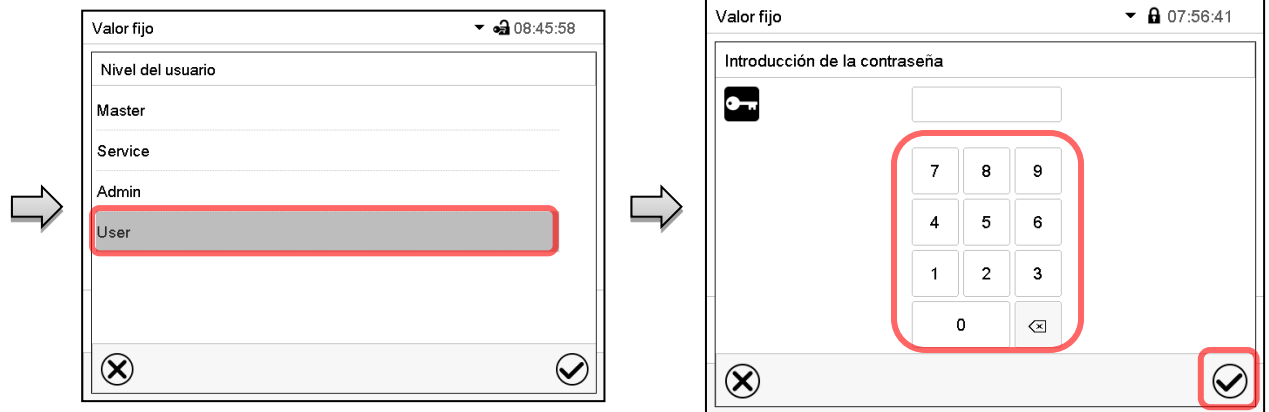 Valor fijo 08:45:58
Nivel del usuario
Master
Service
Admin
User
Valor fijo 07:56:41
Introducción de la contraseña
7 8 9
4 5 6
1 2 3
0